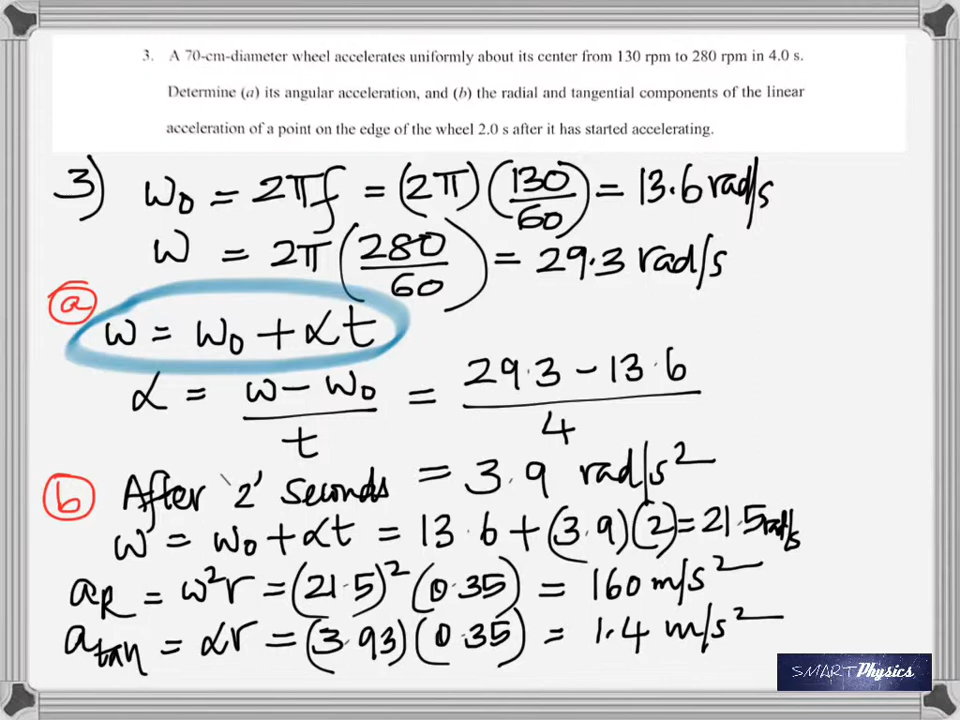 3. A 70-cm-diameter wheel accelerates uniformly about its center from 130 rpm to 280 rpm in 4.0 s.
Determine (a) its angular acceleration, and (b) the radial and tangential components of the linear
acceleration of a point on the edge of the wheel 2.0 s after it has started accelerating.
3) ω₀ = 2πf = (2π)(130/60) = 13.6 rad/s
ω = 2π(280/60) = 29.3 rad/s
a
ω = ω₀ + αt
α = (ω − ω₀)/t = (29.3 − 13.6)/4
= 3.9 rad/s²
b After '2' seconds
ω = ω₀ + αt = 13.6 + (3.9)(2) = 21.5 rad/s
a_R = ω²r = (21.5)²(0.35) = 160 m/s²
a_tan = αr = (3.93)(0.35) = 1.4 m/s²
SMART Physics